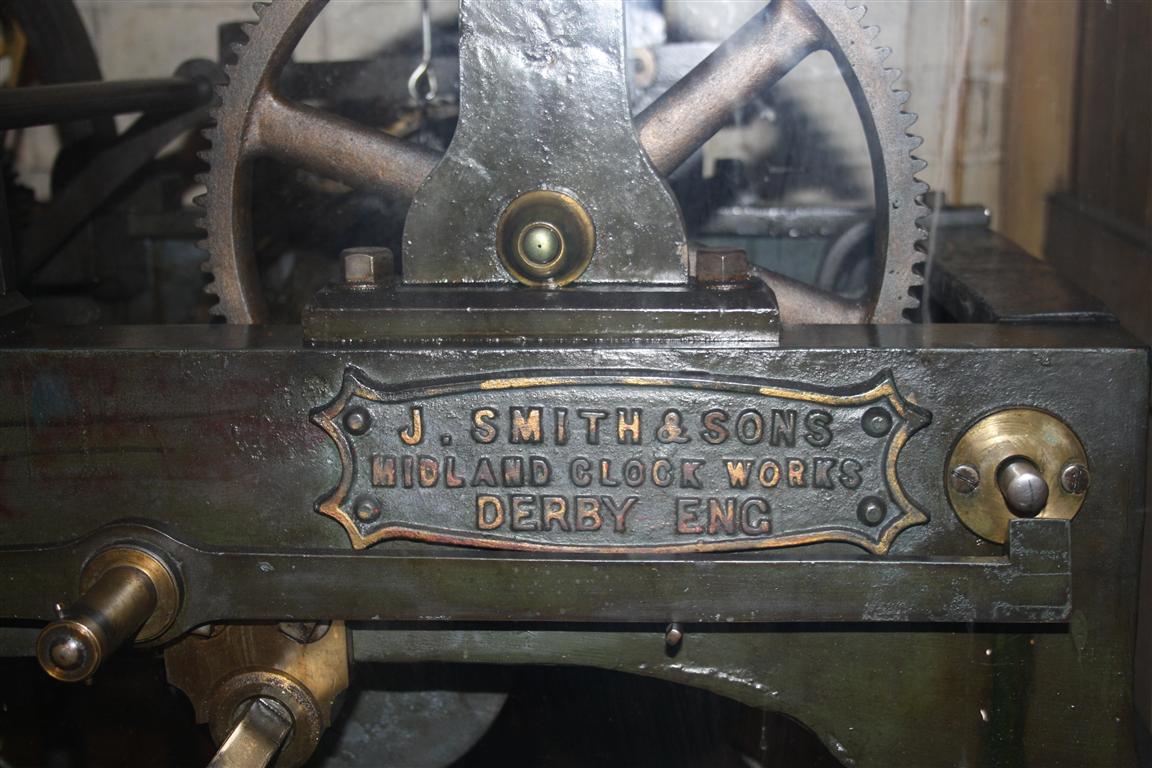 J. SMITH & SONS
MIDLAND CLOCK WORKS
DERBY ENG